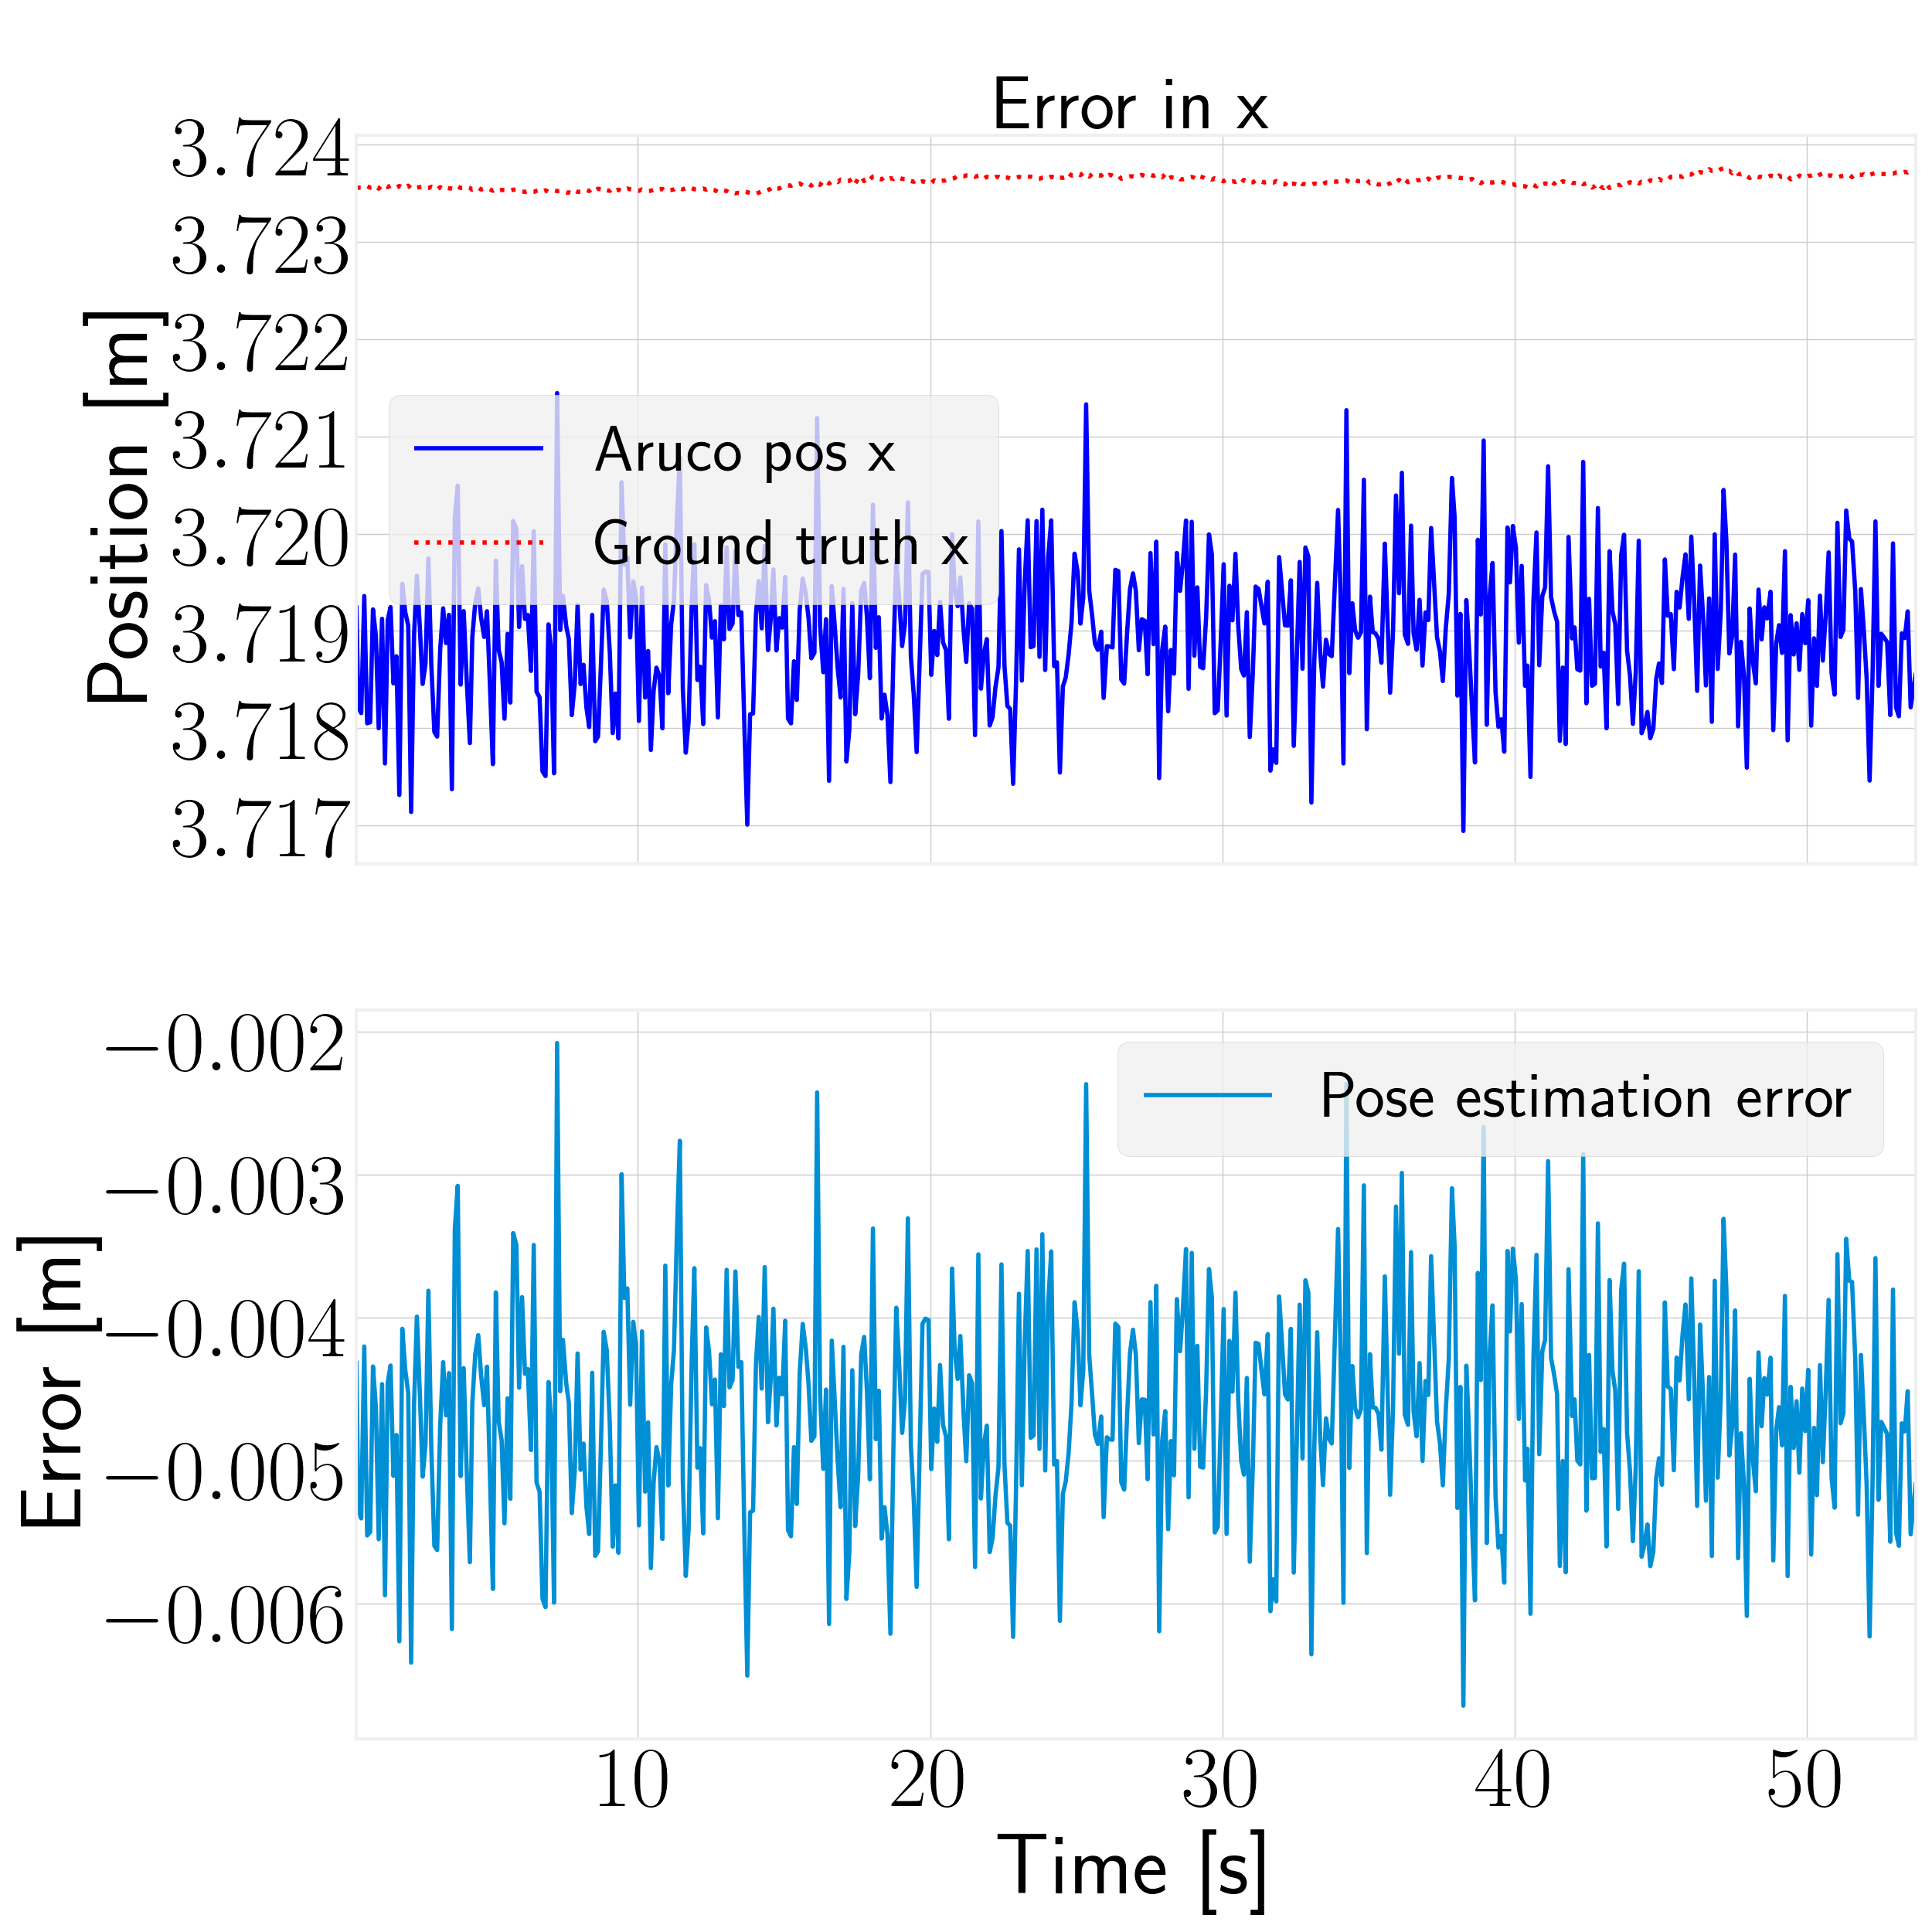 Error in x
3.724
3.723
3.722
3.721
3.720
3.719
3.718
3.717
Position [m]
Aruco pos x
Ground truth x
−0.002
−0.003
−0.004
−0.005
−0.006
Error [m]
Pose estimation error
10 20 30 40 50
Time [s]